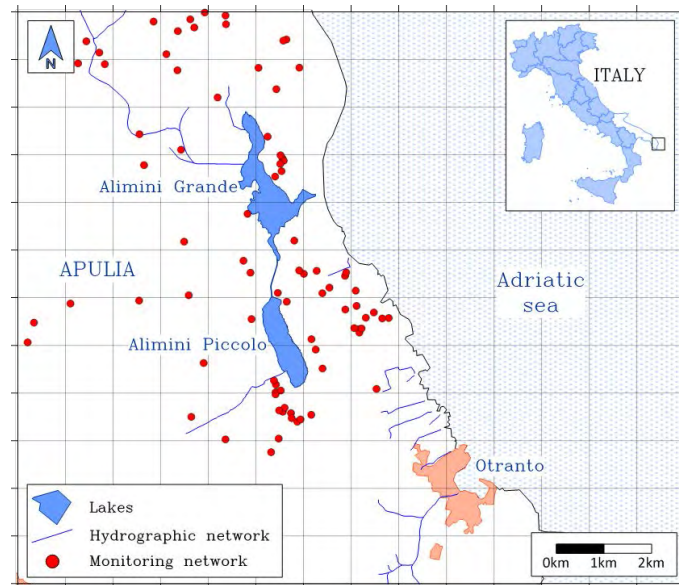 N
ITALY
Alimini Grande
APULIA
Adriatic
sea
Alimini Piccolo
Otranto
Lakes
Hydrographic network
Monitoring network
0km 1km 2km